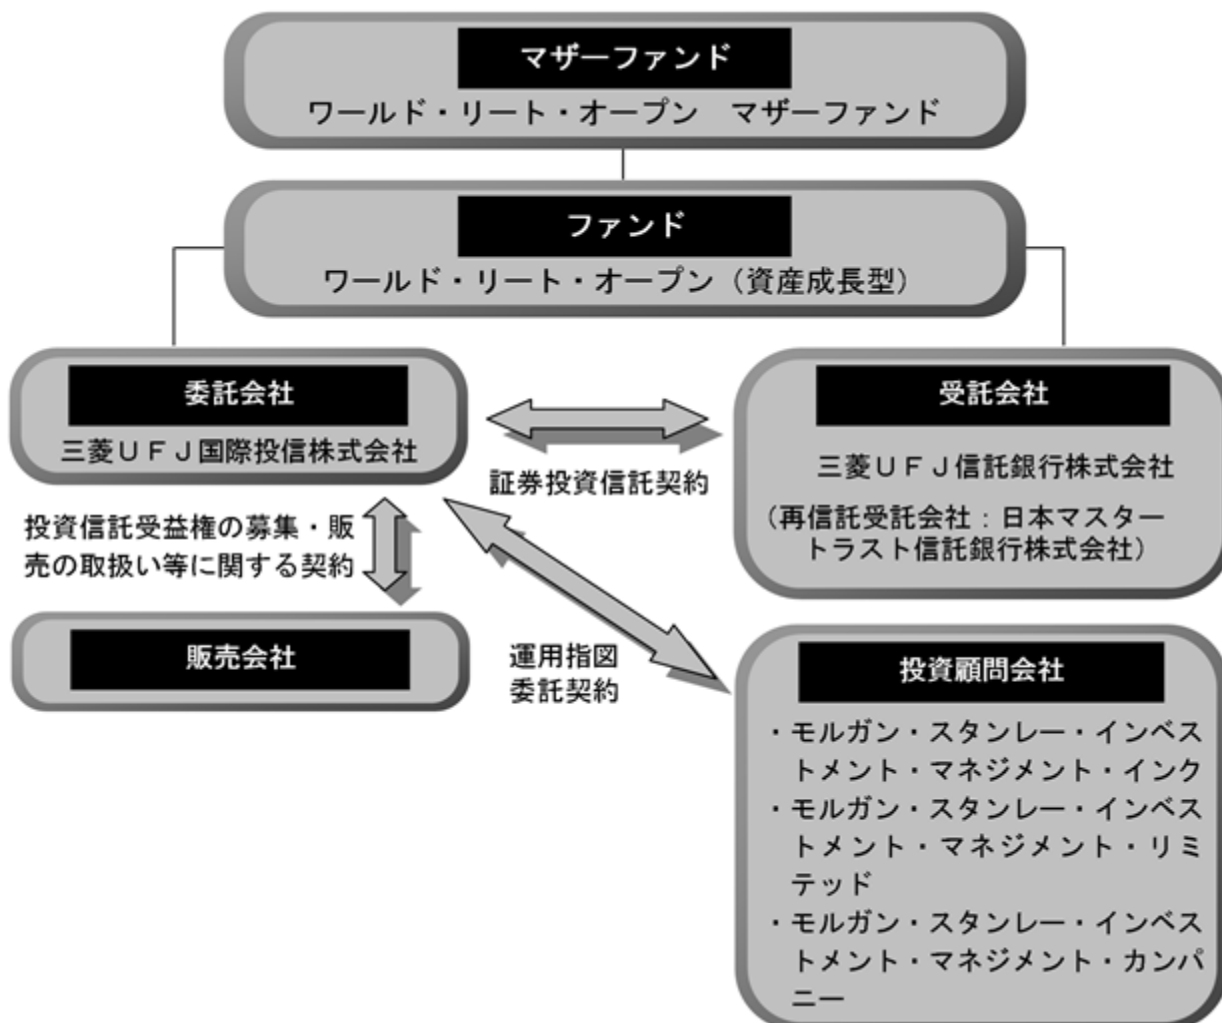 マザーファンド
ワールド・リート・オープン　マザーファンド
ファンド
ワールド・リート・オープン（資産成長型）
委託会社
三菱ＵＦＪ国際投信株式会社
受託会社
三菱ＵＦＪ信託銀行株式会社
（再信託受託会社：日本マスター
トラスト信託銀行株式会社）
証券投資信託契約
投資信託受益権の募集・販
売の取扱い等に関する契約
販売会社
運用指図
委託契約
投資顧問会社
・モルガン・スタンレー・インベス
トメント・マネジメント・インク
・モルガン・スタンレー・インベス
トメント・マネジメント・リミ
テッド
・モルガン・スタンレー・インベス
トメント・マネジメント・カンパ
ニー